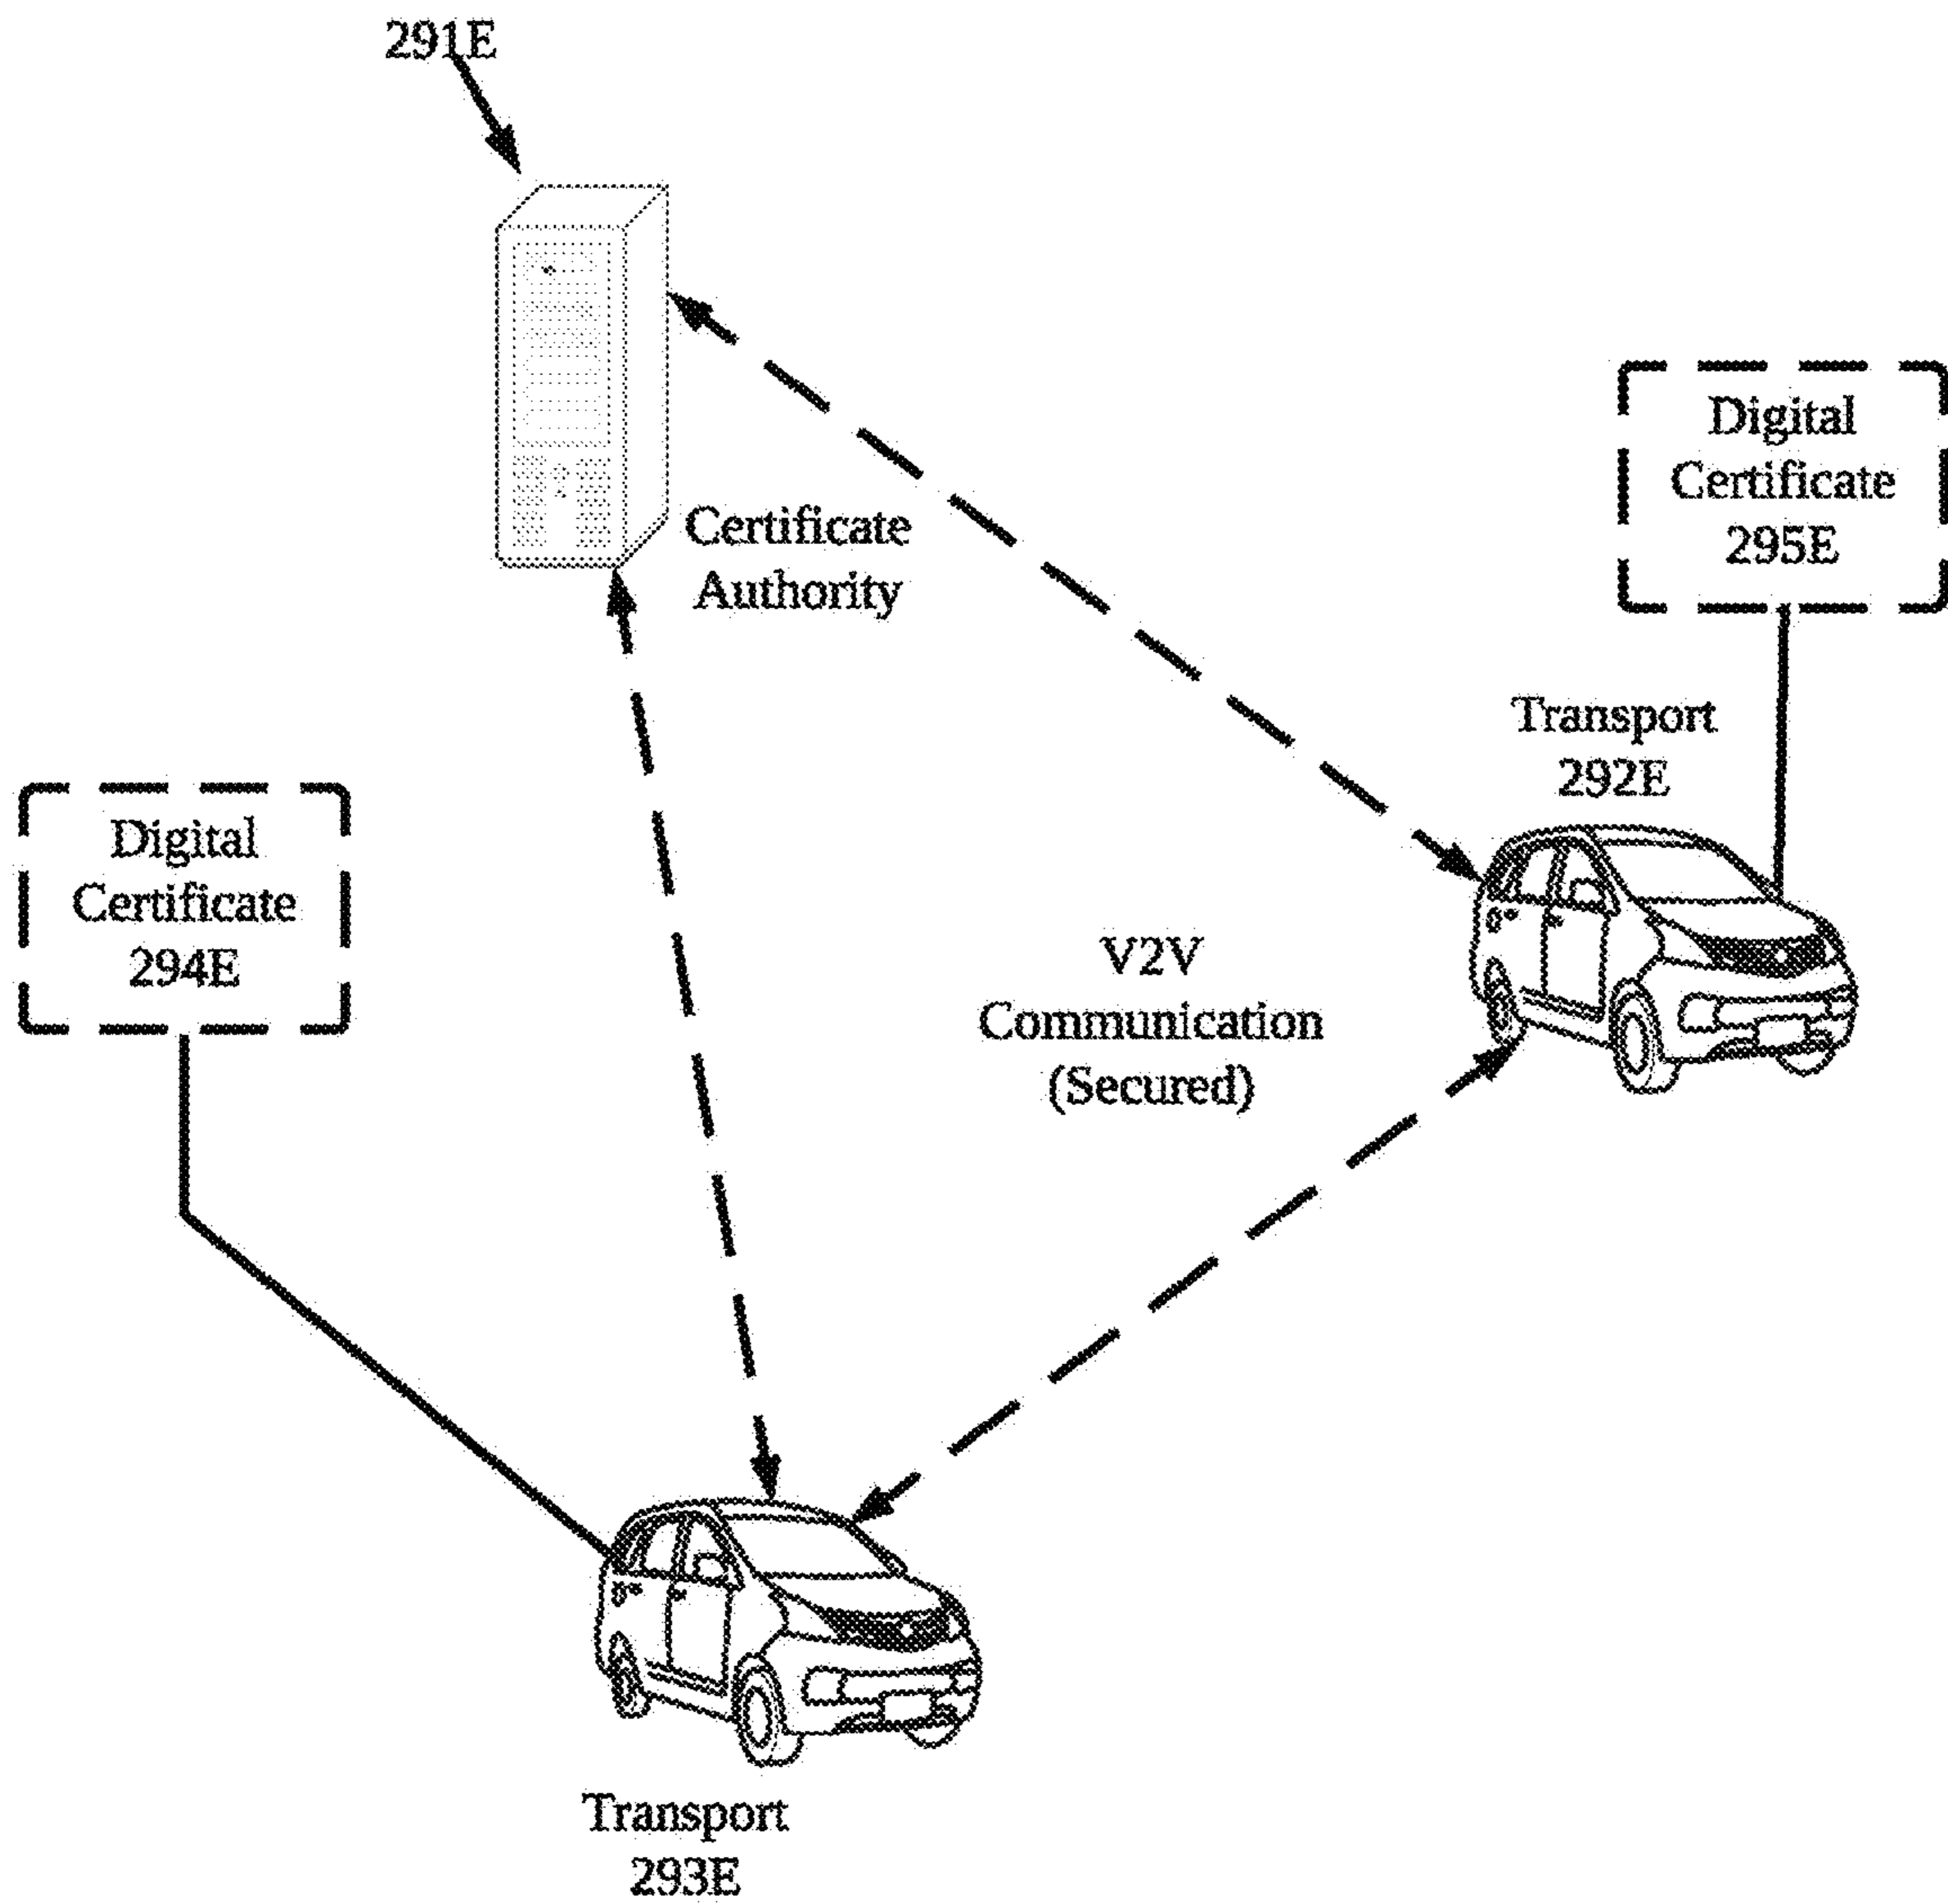 291E
Certificate
Authority
Digital
Certificate
295E
Transport
292E
Digital
Certificate
294E
V2V
Communication
(Secured)
Transport
293E